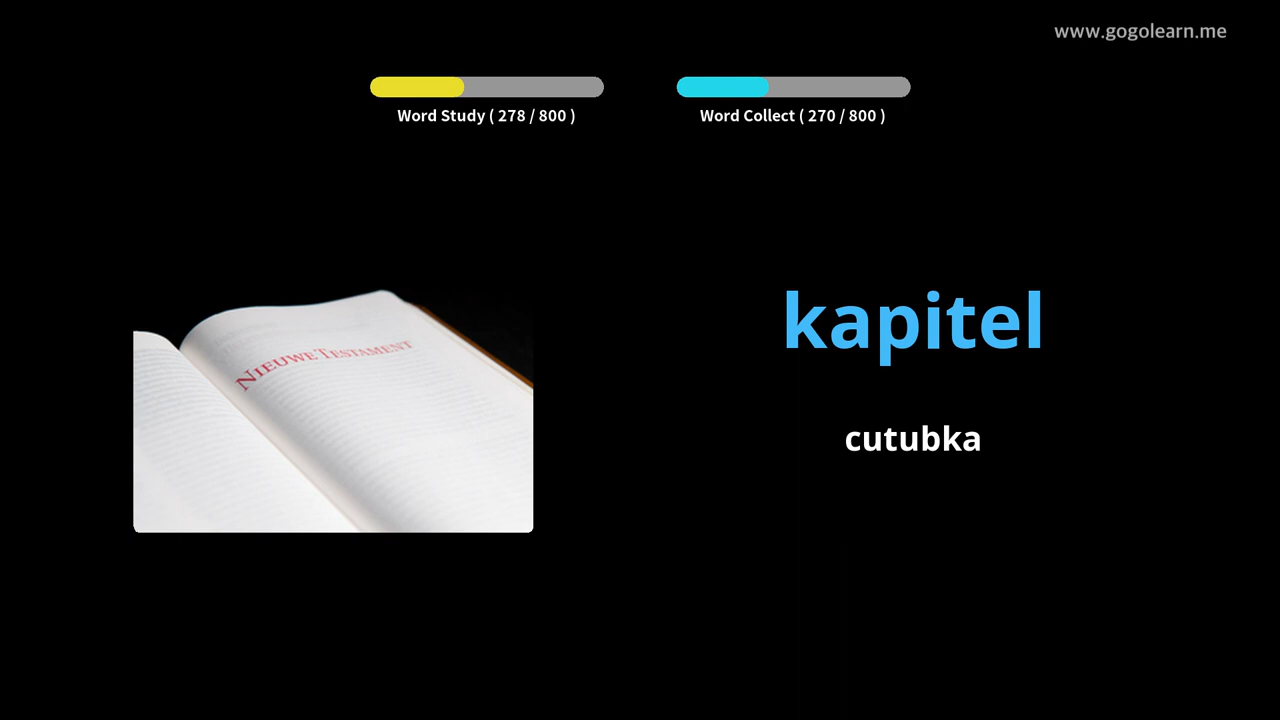 www.gogolearn.me
Word Study ( 278 / 800 )
Word Collect ( 270 / 800 )
NIEUWE TESTAMENT
kapitel
cutubka